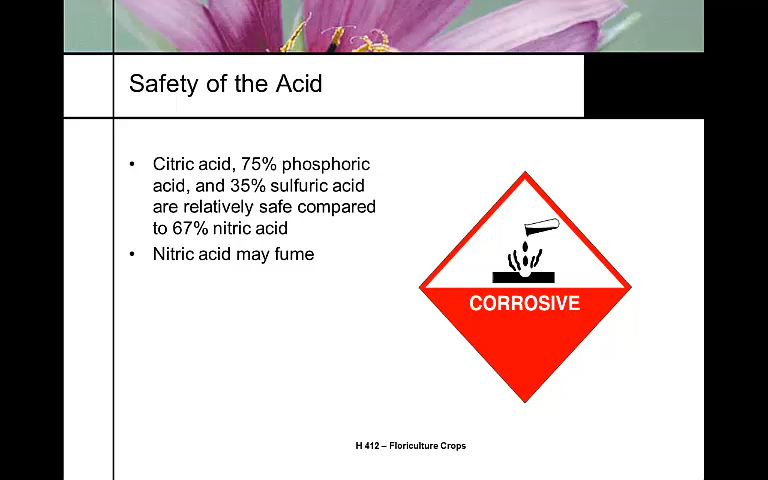 Safety of the Acid
• Citric acid, 75% phosphoric
acid, and 35% sulfuric acid
are relatively safe compared
to 67% nitric acid
• Nitric acid may fume
CORROSIVE
H 412 – Floriculture Crops